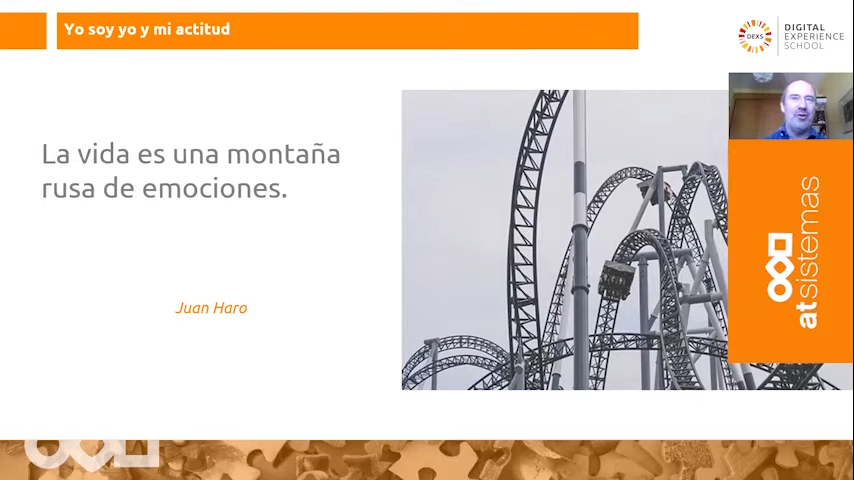 Yo soy yo y mi actitud
DEXS
DIGITAL
EXPERIENCE
SCHOOL
La vida es una montaña
rusa de emociones.
Juan Haro
atsistemas